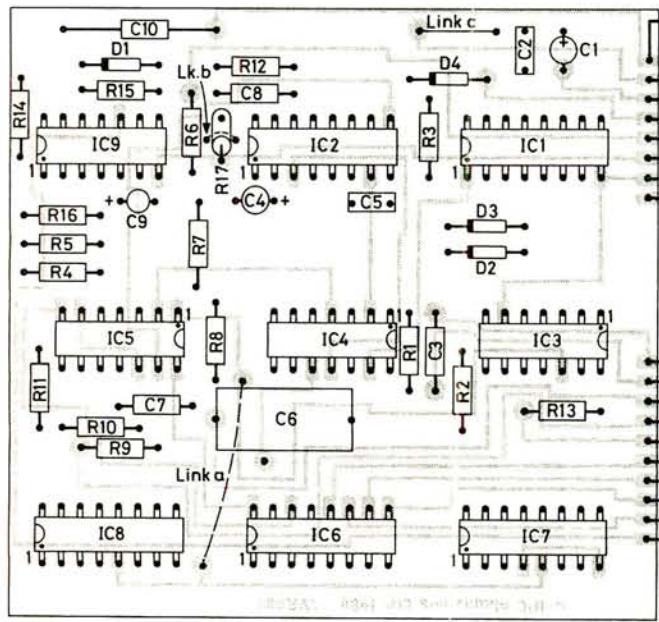 C10
Link c
C2
C1
D1
R12
D4
Lk.b
R14
R15
C8
R6
R3
IC9
IC2
IC1
1
1
1
R17
C9
C4
C5
R16
R5
R4
R7
D3
D2
IC5
1
R8
IC4
1
R1
C3
IC3
1
R11
C7
C6
R2
R13
R10
R9
Link a
IC8
IC6
IC7
1
1
1